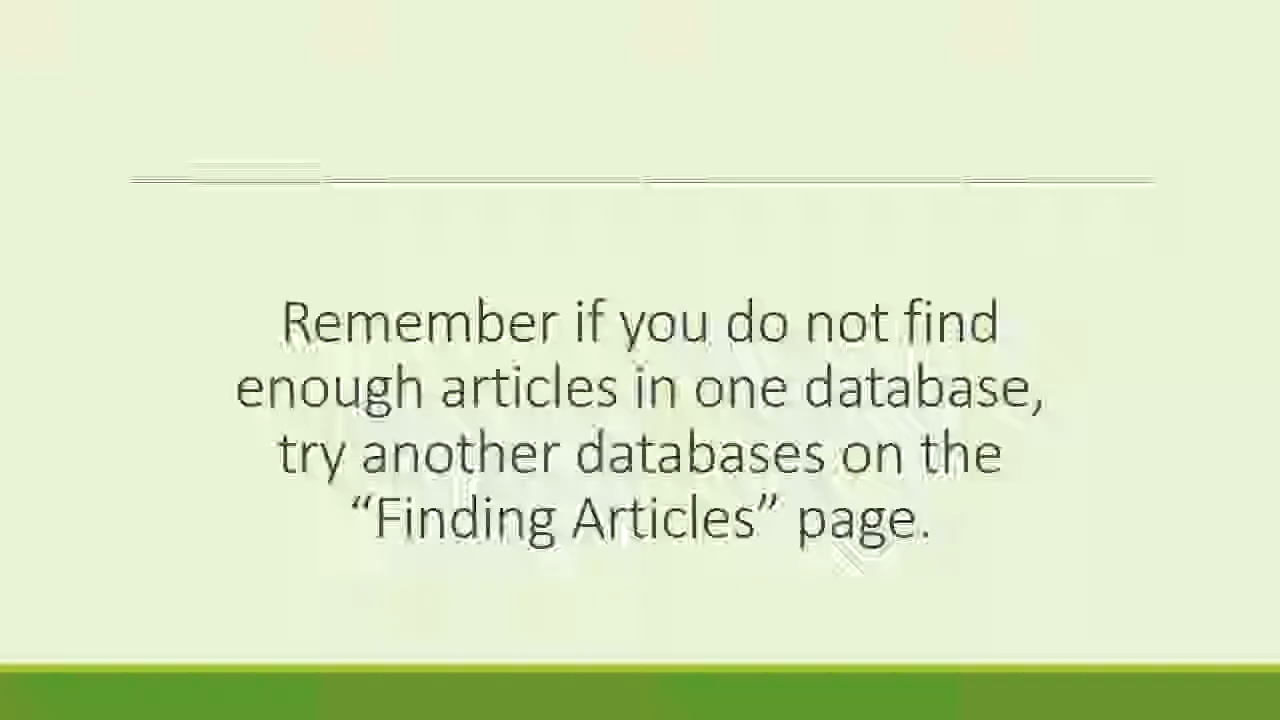 Remember if you do not find
enough articles in one database,
try another databases on the
“Finding Articles” page.